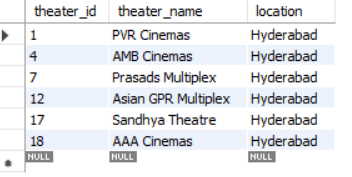 theater_id theater_name location
1 PVR Cinemas Hyderabad
4 AMB Cinemas Hyderabad
7 Prasads Multiplex Hyderabad
12 Asian GPR Multiplex Hyderabad
17 Sandhya Theatre Hyderabad
18 AAA Cinemas Hyderabad
NULL NULL NULL